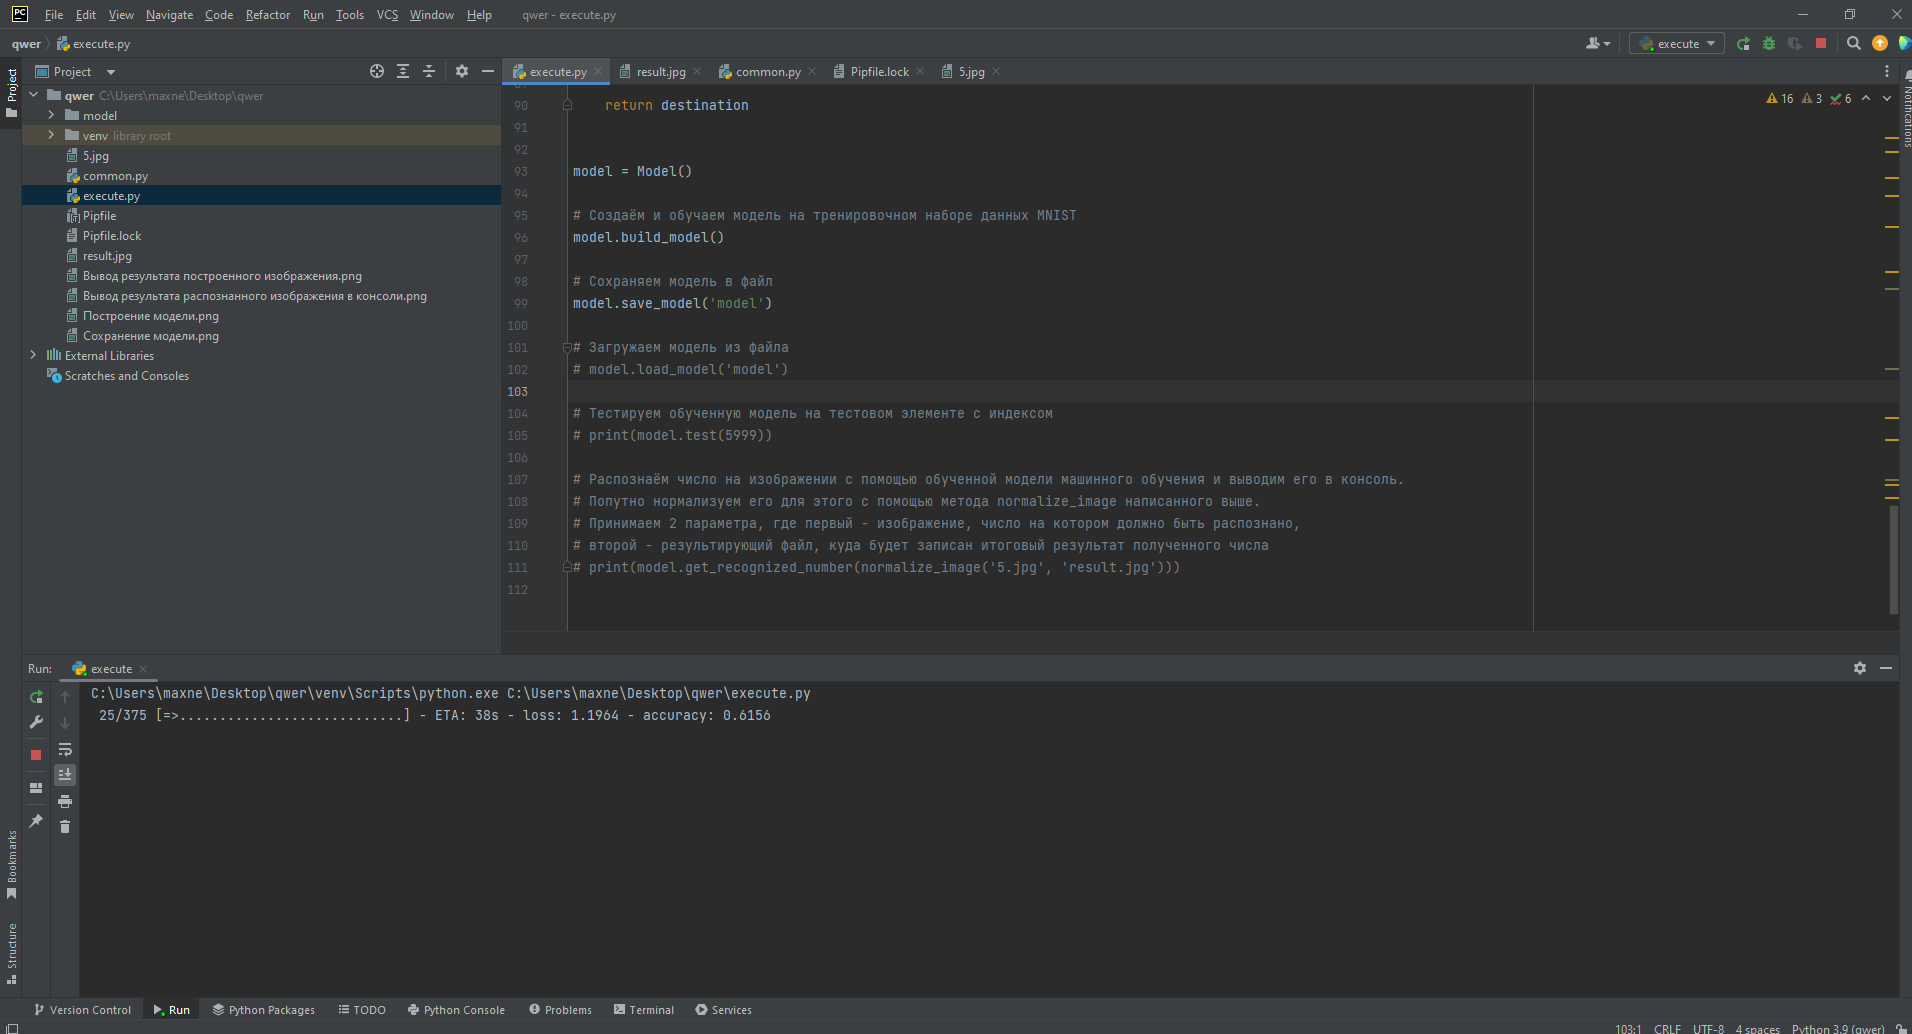 PC File Edit View Navigate Code Refactor Run Tools VCS Window Help qwer - execute.py
qwer execute.py execute
Project
Project
qwer C:\Users\maxne\Desktop\qwer
model
venv library root
5.jpg
common.py
execute.py
Pipfile
Pipfile.lock
result.jpg
Вывод результата построенного изображения.png
Вывод результата распознанного изображения в консоли.png
Построение модели.png
Сохранение модели.png
External Libraries
Scratches and Consoles
execute.py result.jpg common.py Pipfile.lock 5.jpg
16 3 6
Notifications
90 return destination
91
92
93 model = Model()
94
95 # Создаём и обучаем модель на тренировочном наборе данных MNIST
96 model.build_model()
97
98 # Сохраняем модель в файл
99 model.save_model('model')
100
101 # Загружаем модель из файла
102 # model.load_model('model')
103
104 # Тестируем обученную модель на тестовом элементе с индексом
105 # print(model.test(5999))
106
107 # Распознаём число на изображении с помощью обученной модели машинного обучения и выводим его в консоль.
108 # Попутно нормализуем его для этого с помощью метода normalize_image написанного выше.
109 # Принимаем 2 параметра, где первый - изображение, число на котором должно быть распознано,
110 # второй - результирующий файл, куда будет записан итоговый результат полученного числа
111 # print(model.get_recognized_number(normalize_image('5.jpg', 'result.jpg')))
112
Run: execute
C:\Users\maxne\Desktop\qwer\venv\Scripts\python.exe C:\Users\maxne\Desktop\qwer\execute.py
25/375 [=>............................] - ETA: 38s - loss: 1.1964 - accuracy: 0.6156
Bookmarks
Structure
Version Control Run Python Packages TODO Python Console Problems Terminal Services
103:1 CRLF UTF-8 4 spaces Python 3.9 (qwer)